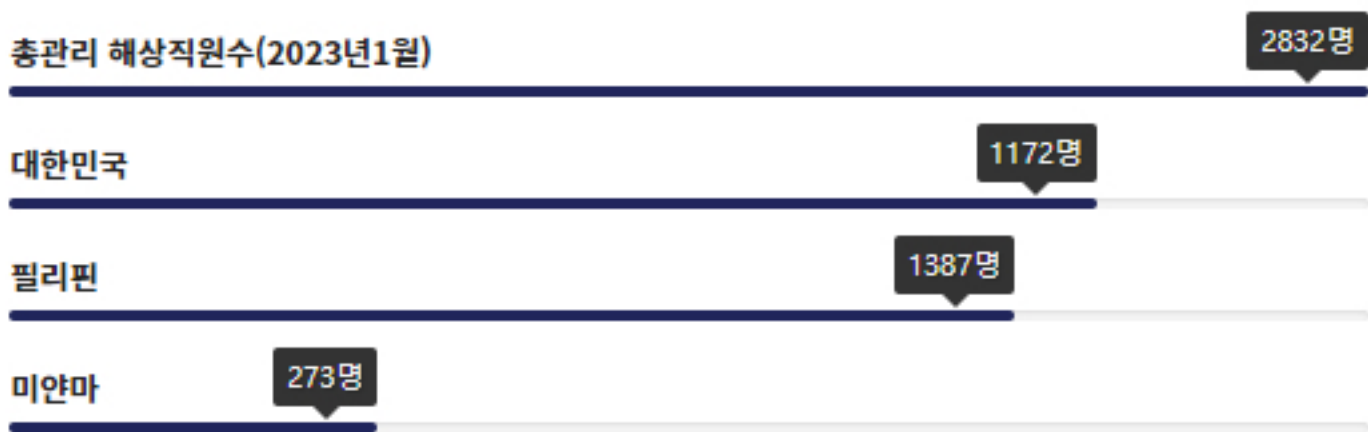 총관리 해상직원수(2023년1월)
2832명
대한민국
1172명
필리핀
1387명
미얀마
273명